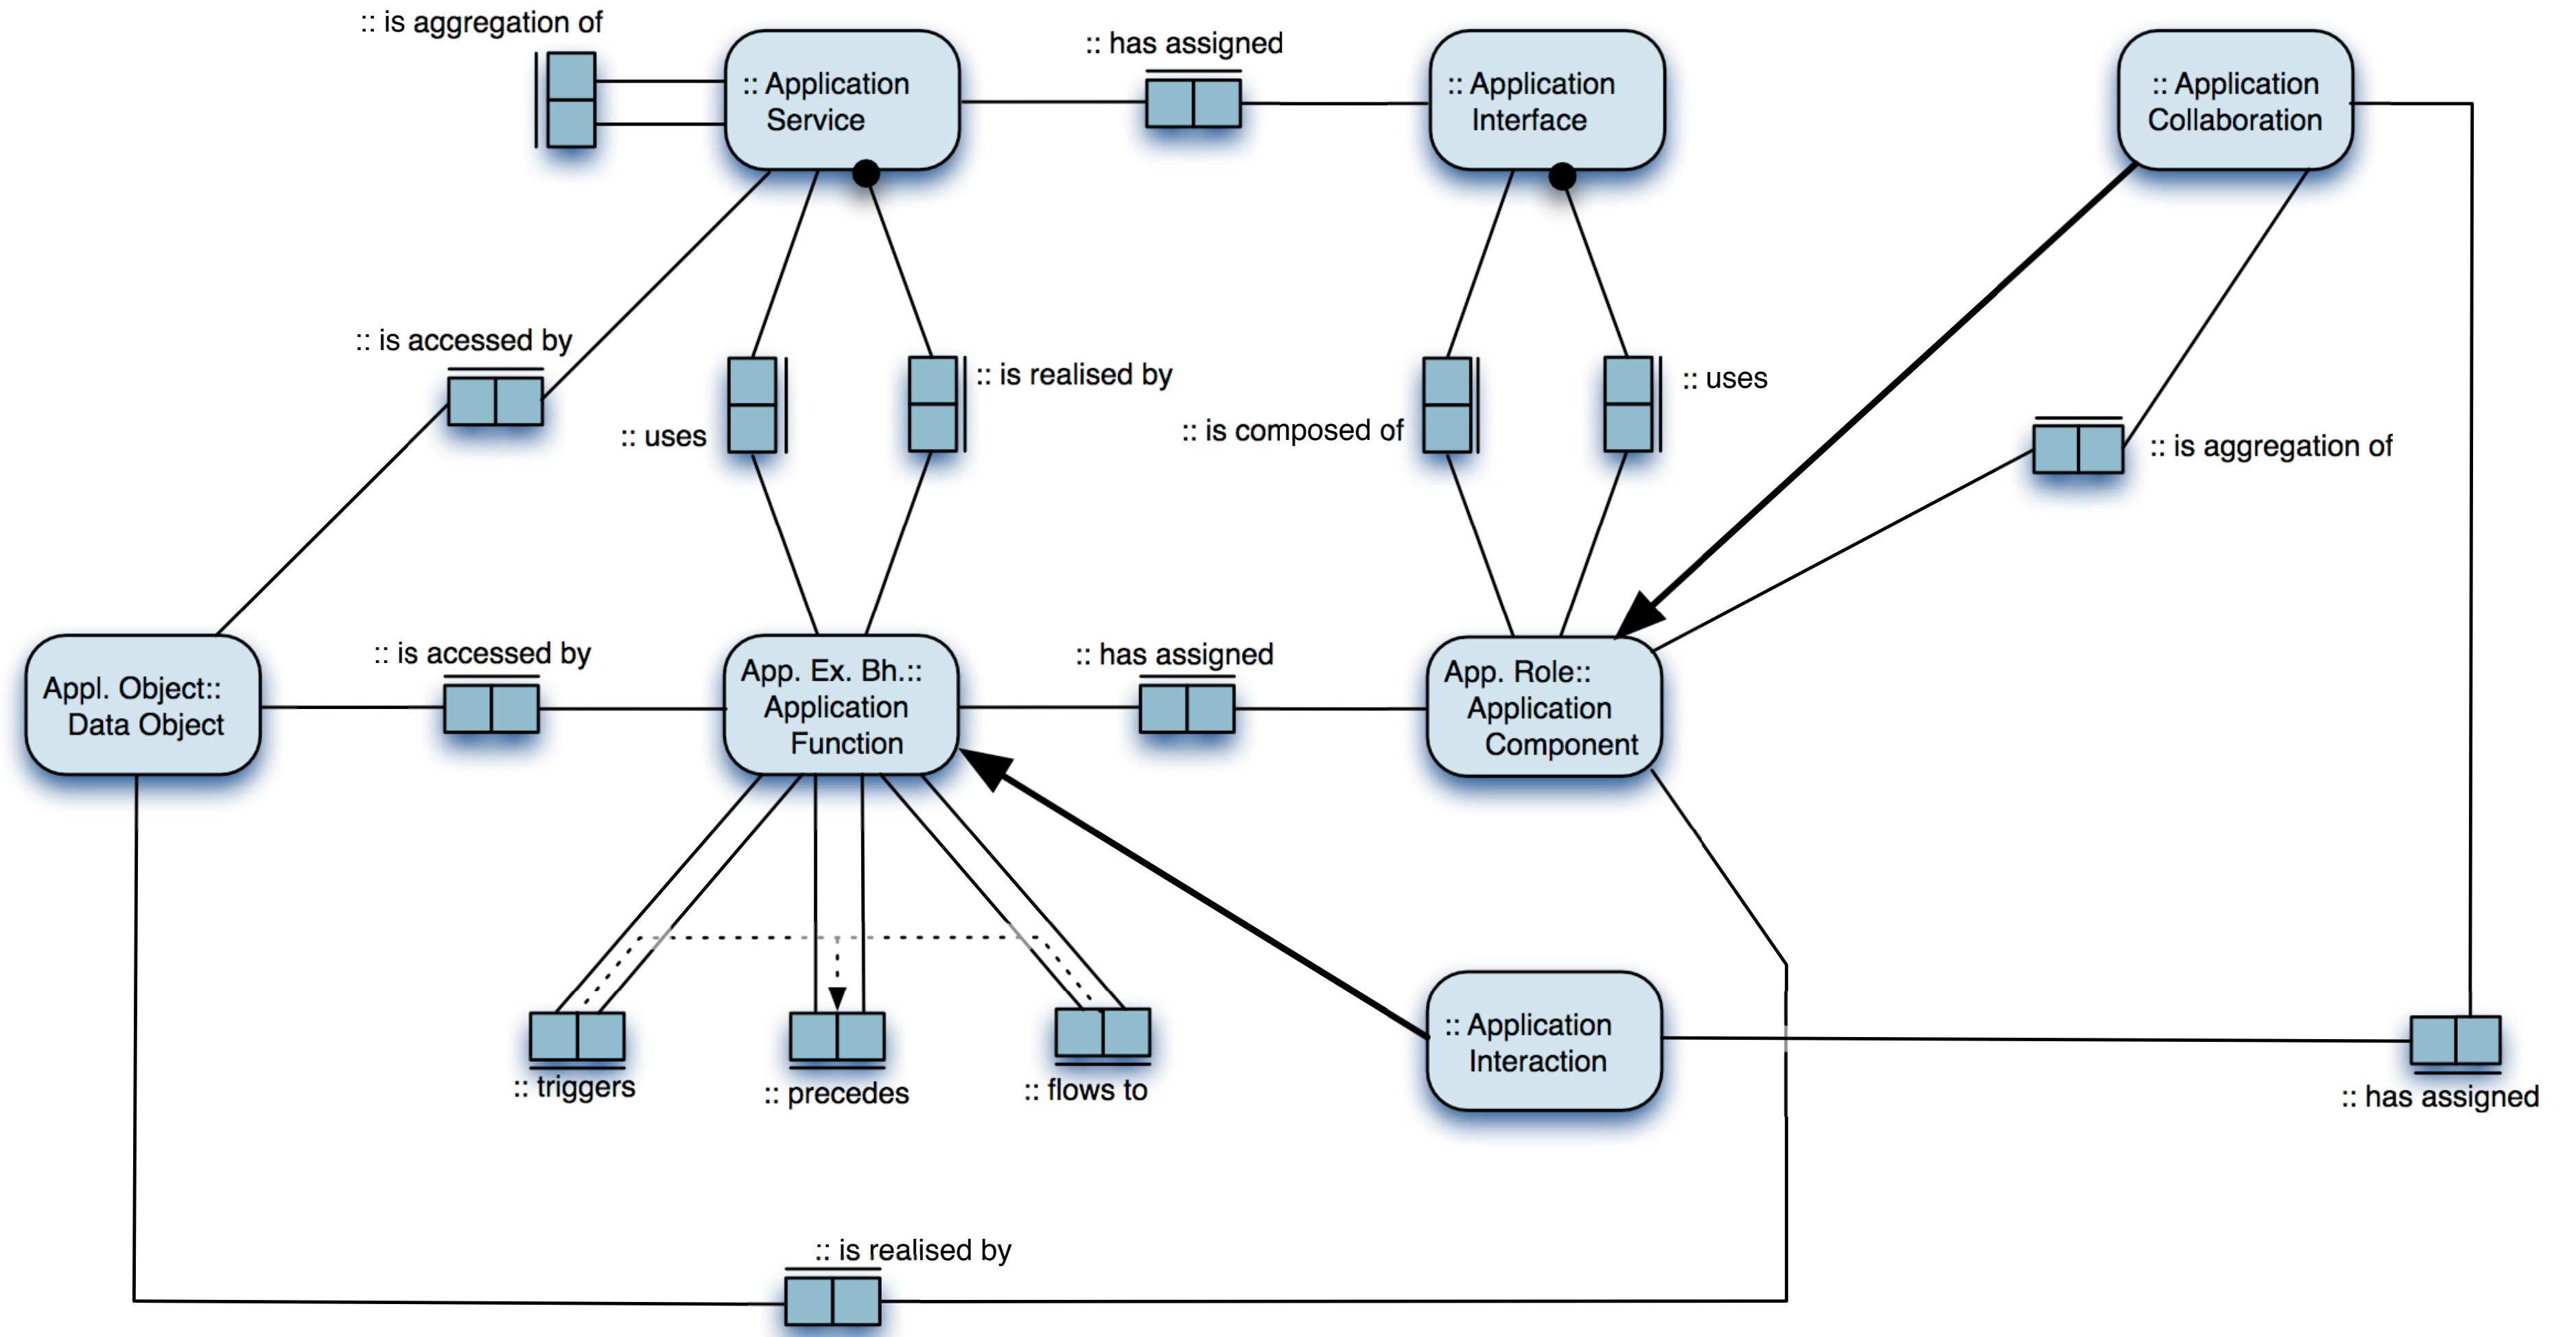 :: is aggregation of
:: has assigned
:: Application
Service
:: Application
Interface
:: Application
Collaboration
:: is accessed by
:: is realised by
:: uses
:: uses
:: is composed of
:: is aggregation of
Appl. Object::
Data Object
:: is accessed by
App. Ex. Bh.::
Application
Function
:: has assigned
App. Role::
Application
Component
:: Application
Interaction
:: triggers
:: precedes
:: flows to
:: has assigned
:: is realised by